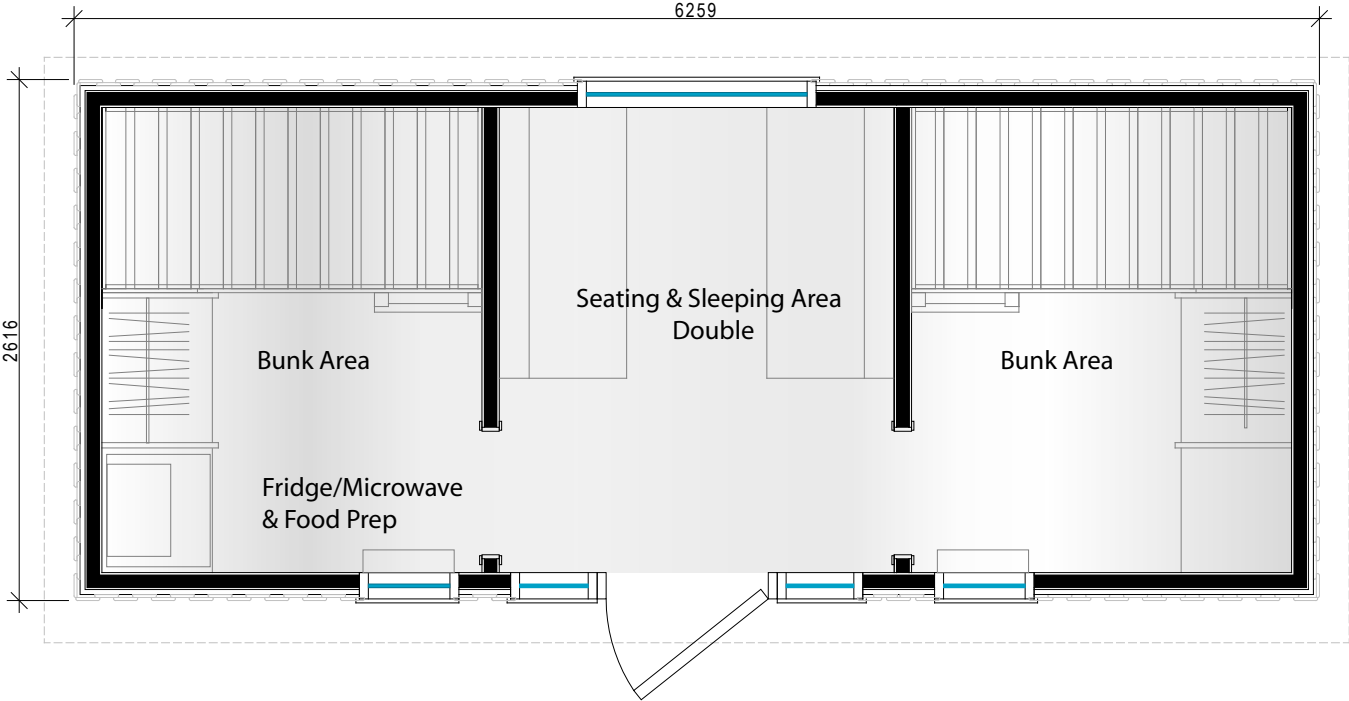 6259
2616
Seating & Sleeping Area
Double
Bunk Area
Bunk Area
Fridge/Microwave
& Food Prep